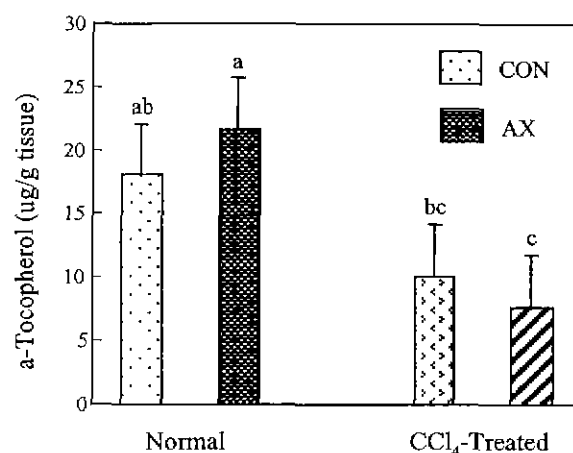 30
25
20
15
10
5
0
a-Tocopherol (ug/g tissue)
ab
a
bc
c
CON
AX
Normal
CCl₄-Treated